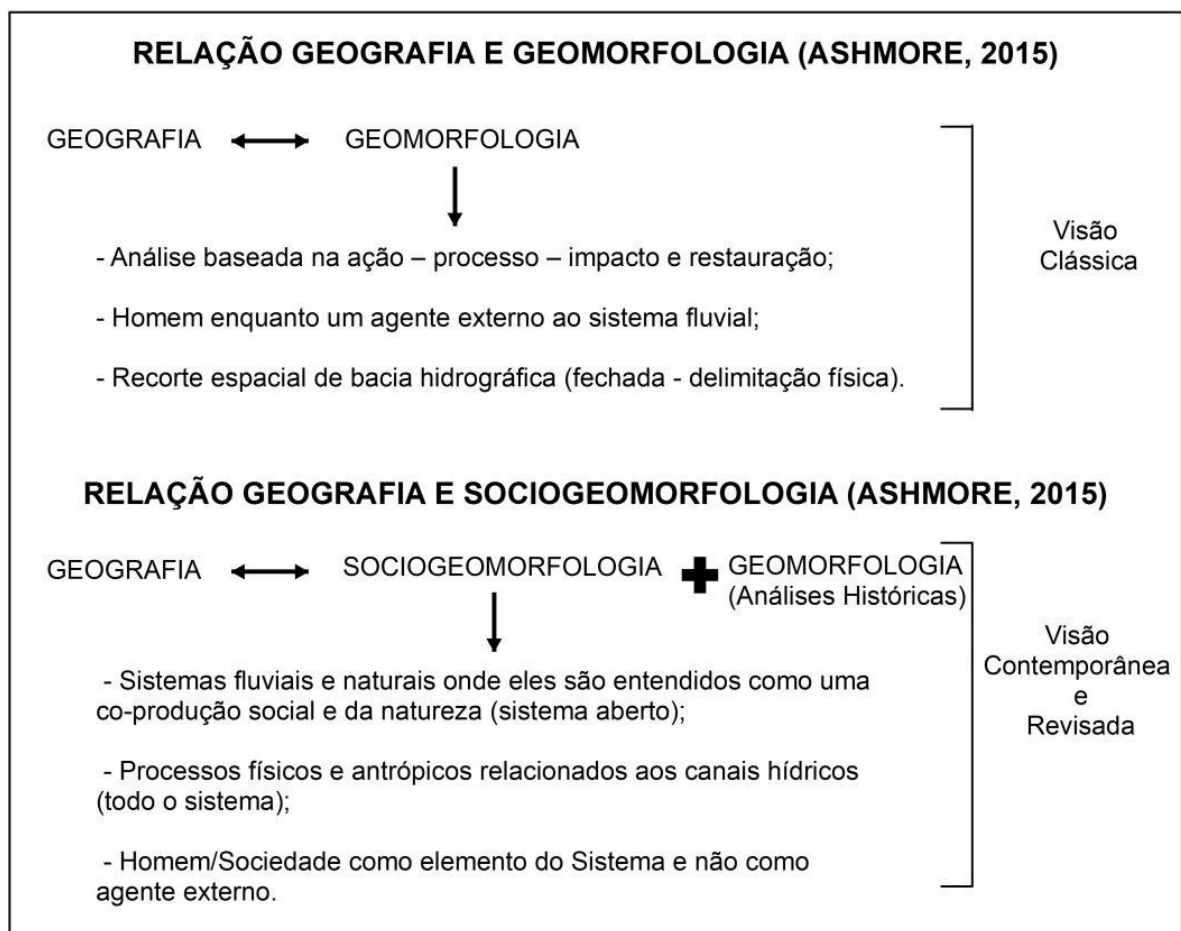 RELAÇÃO GEOGRAFIA E GEOMORFOLOGIA (ASHMORE, 2015)
GEOGRAFIA GEOMORFOLOGIA
- Análise baseada na ação – processo – impacto e restauração;
- Homem enquanto um agente externo ao sistema fluvial;
- Recorte espacial de bacia hidrográfica (fechada - delimitação física).
Visão
Clássica
RELAÇÃO GEOGRAFIA E SOCIOGEOMORFOLOGIA (ASHMORE, 2015)
GEOGRAFIA SOCIOGEOMORFOLOGIA + GEOMORFOLOGIA
(Análises Históricas)
- Sistemas fluviais e naturais onde eles são entendidos como uma
co-produção social e da natureza (sistema aberto);
- Processos físicos e antrópicos relacionados aos canais hídricos
(todo o sistema);
- Homem/Sociedade como elemento do Sistema e não como
agente externo.
Visão
Contemporânea
e
Revisada